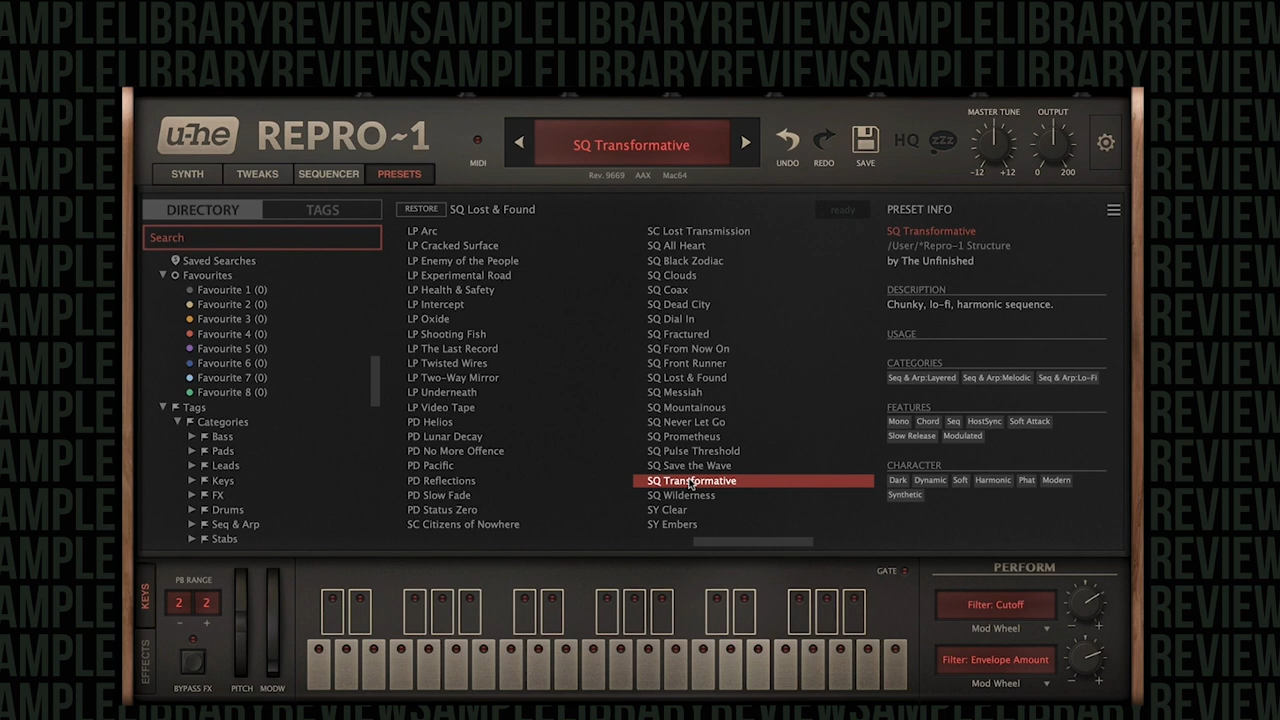 SAMPLELIBRARYREVIEWSAMPLELIBRARYREVIEWSAMPLELIBRARYREVIEWS
u-he REPRO~1
MIDI
SQ Transformative
Rev. 9669 AAX Mac64
UNDO REDO SAVE
HQ zzz
MASTER TUNE OUTPUT
-12 +12 0 200
SYNTH TWEAKS SEQUENCER PRESETS
DIRECTORY TAGS
Search
Saved Searches
Favourites
Favourite 1 (0)
Favourite 2 (0)
Favourite 3 (0)
Favourite 4 (0)
Favourite 5 (0)
Favourite 6 (0)
Favourite 7 (0)
Favourite 8 (0)
Tags
Categories
Bass
Pads
Leads
Keys
FX
Drums
Seq & Arp
Stabs
RESTORE SQ Lost & Found
ready
LP Arc
LP Cracked Surface
LP Enemy of the People
LP Experimental Road
LP Health & Safety
LP Intercept
LP Oxide
LP Shooting Fish
LP The Last Record
LP Twisted Wires
LP Two-Way Mirror
LP Underneath
LP Video Tape
PD Helios
PD Lunar Decay
PD No More Offence
PD Pacific
PD Reflections
PD Slow Fade
PD Status Zero
SC Citizens of Nowhere
SC Lost Transmission
SQ All Heart
SQ Black Zodiac
SQ Clouds
SQ Coax
SQ Dead City
SQ Dial In
SQ Fractured
SQ From Now On
SQ Front Runner
SQ Lost & Found
SQ Messiah
SQ Mountainous
SQ Never Let Go
SQ Prometheus
SQ Pulse Threshold
SQ Save the Wave
SQ Transformative
SQ Wilderness
SY Clear
SY Embers
PRESET INFO
SQ Transformative
/User/*Repro-1 Structure
by The Unfinished
DESCRIPTION
Chunky, lo-fi, harmonic sequence.
USAGE
CATEGORIES
Seq & Arp:Layered Seq & Arp:Melodic Seq & Arp:Lo-Fi
FEATURES
Mono Chord Seq HostSync Soft Attack
Slow Release Modulated
CHARACTER
Dark Dynamic Soft Harmonic Phat Modern
Synthetic
KEYS
EFFECTS
PB RANGE
2 2
− +
BYPASS FX PITCH MODW
GATE
PERFORM
Filter: Cutoff
Mod Wheel
− +
Filter: Envelope Amount
Mod Wheel
− +